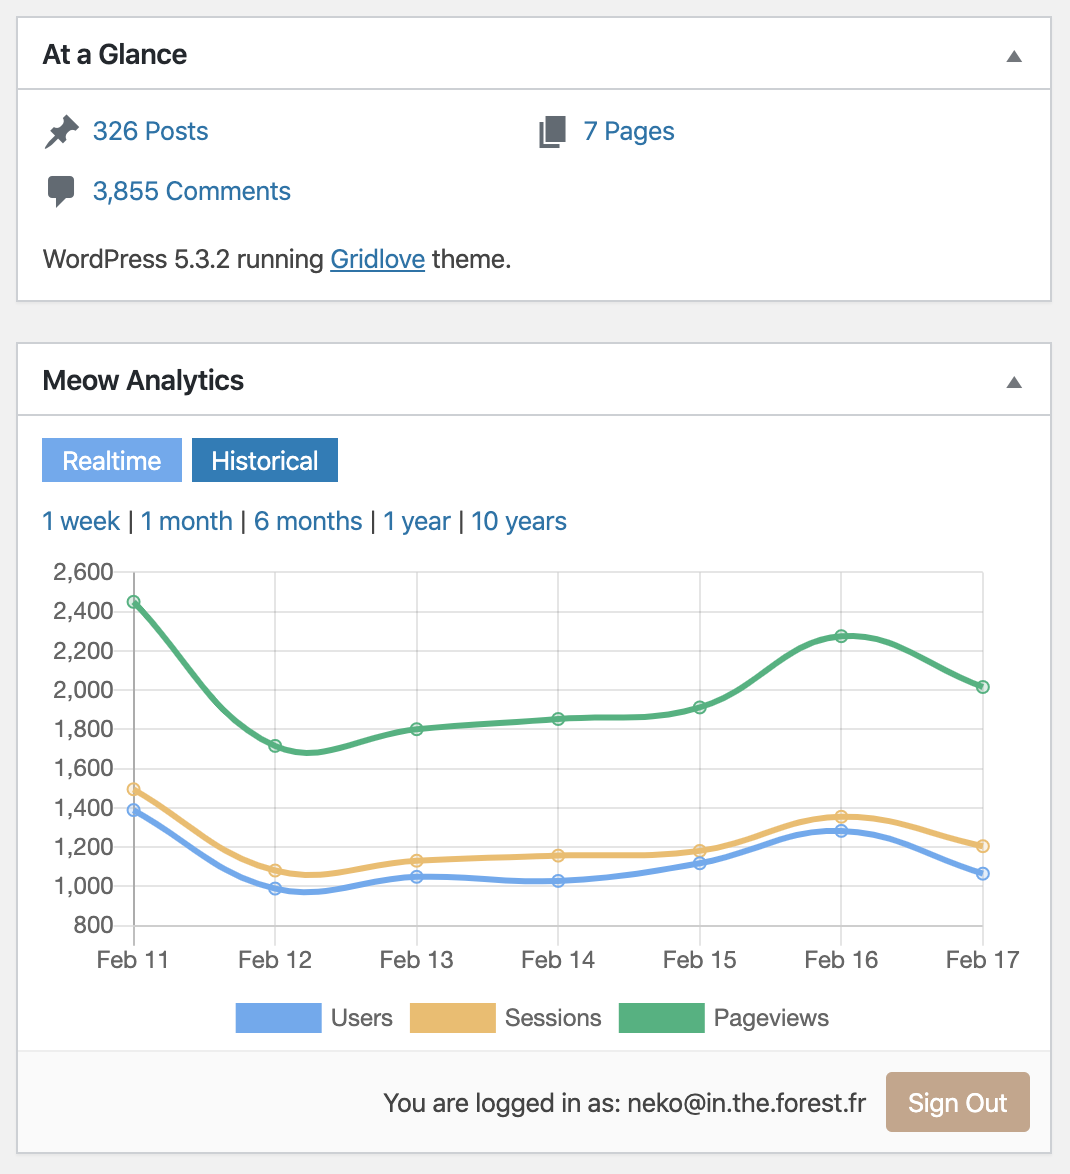 At a Glance
326 Posts
7 Pages
3,855 Comments
WordPress 5.3.2 running Gridlove theme.
Meow Analytics
Realtime
Historical
1 week | 1 month | 6 months | 1 year | 10 years
2,600
2,400
2,200
2,000
1,800
1,600
1,400
1,200
1,000
800
Feb 11 Feb 12 Feb 13 Feb 14 Feb 15 Feb 16 Feb 17
Users Sessions Pageviews
You are logged in as: neko@in.the.forest.fr
Sign Out